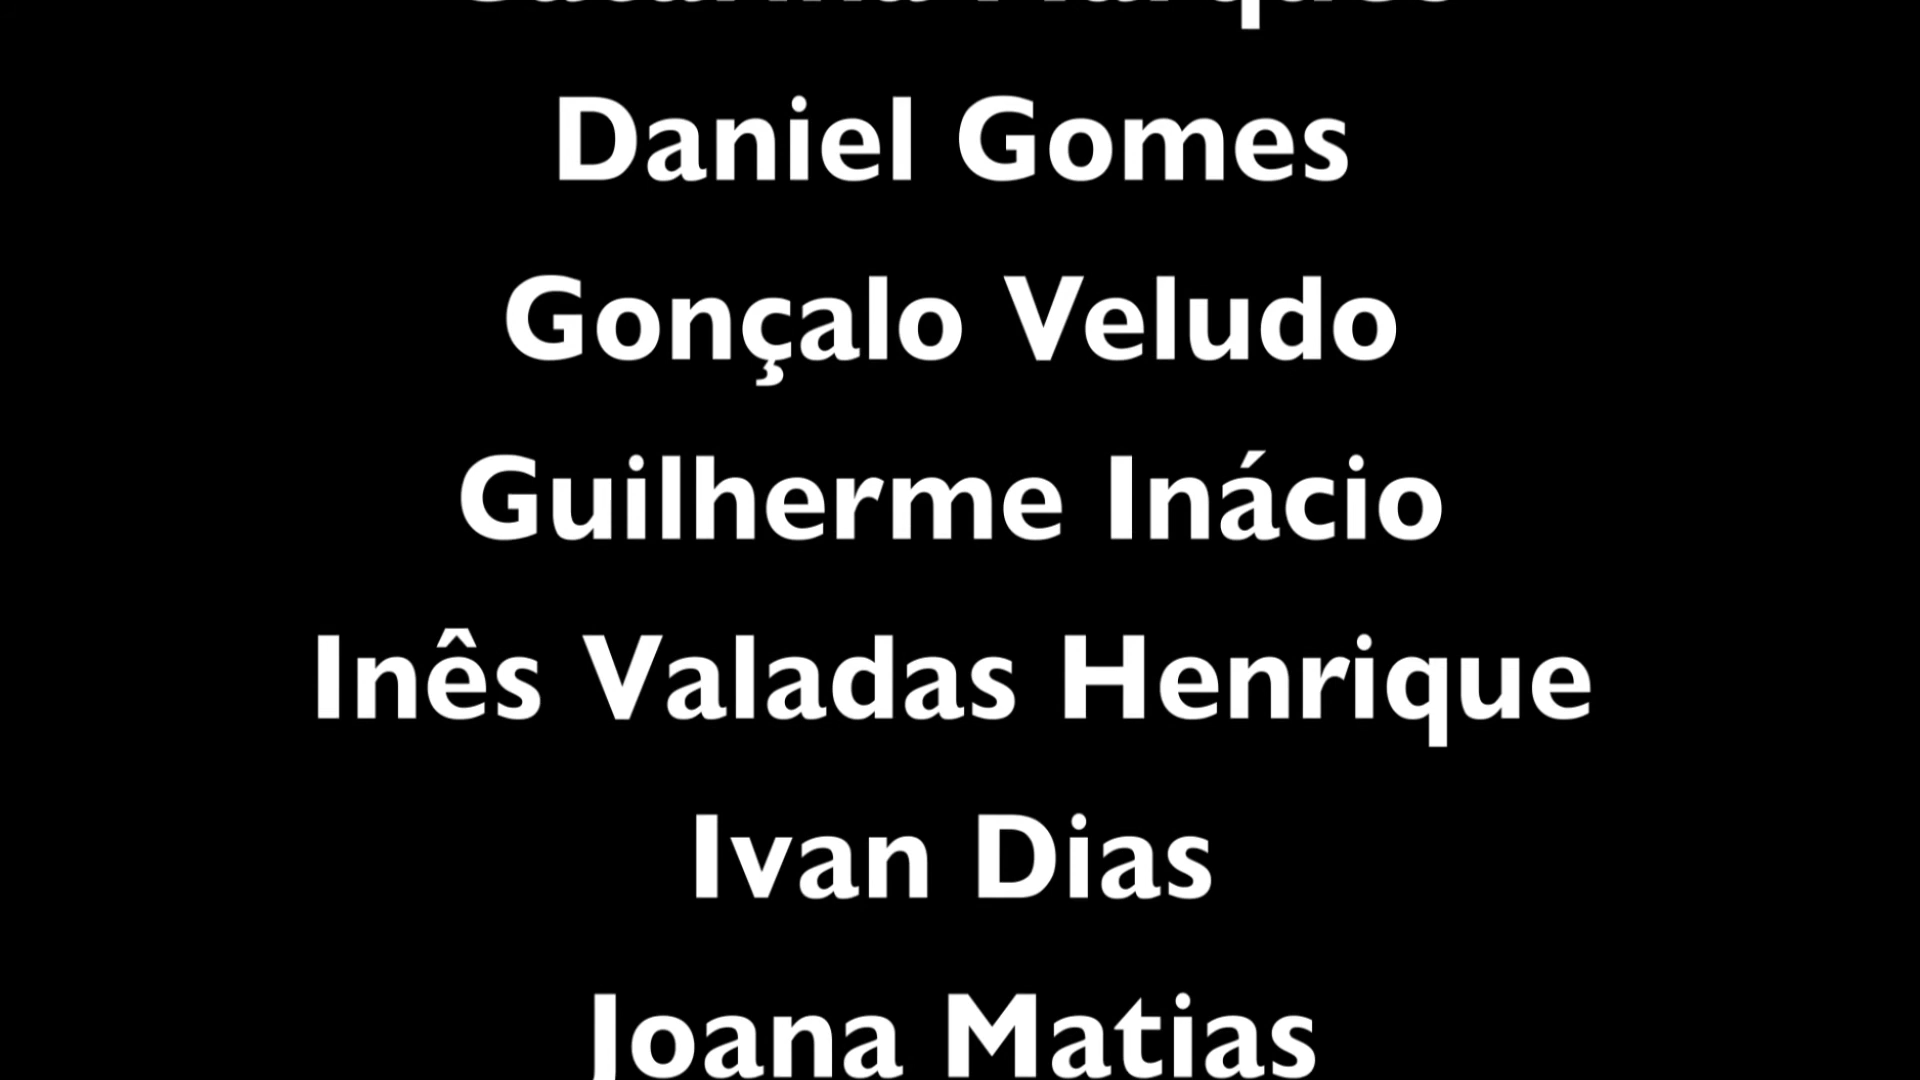 Daniel Gomes
Gonçalo Veludo
Guilherme Inácio
Inês Valadas Henrique
Ivan Dias
Joana Matias